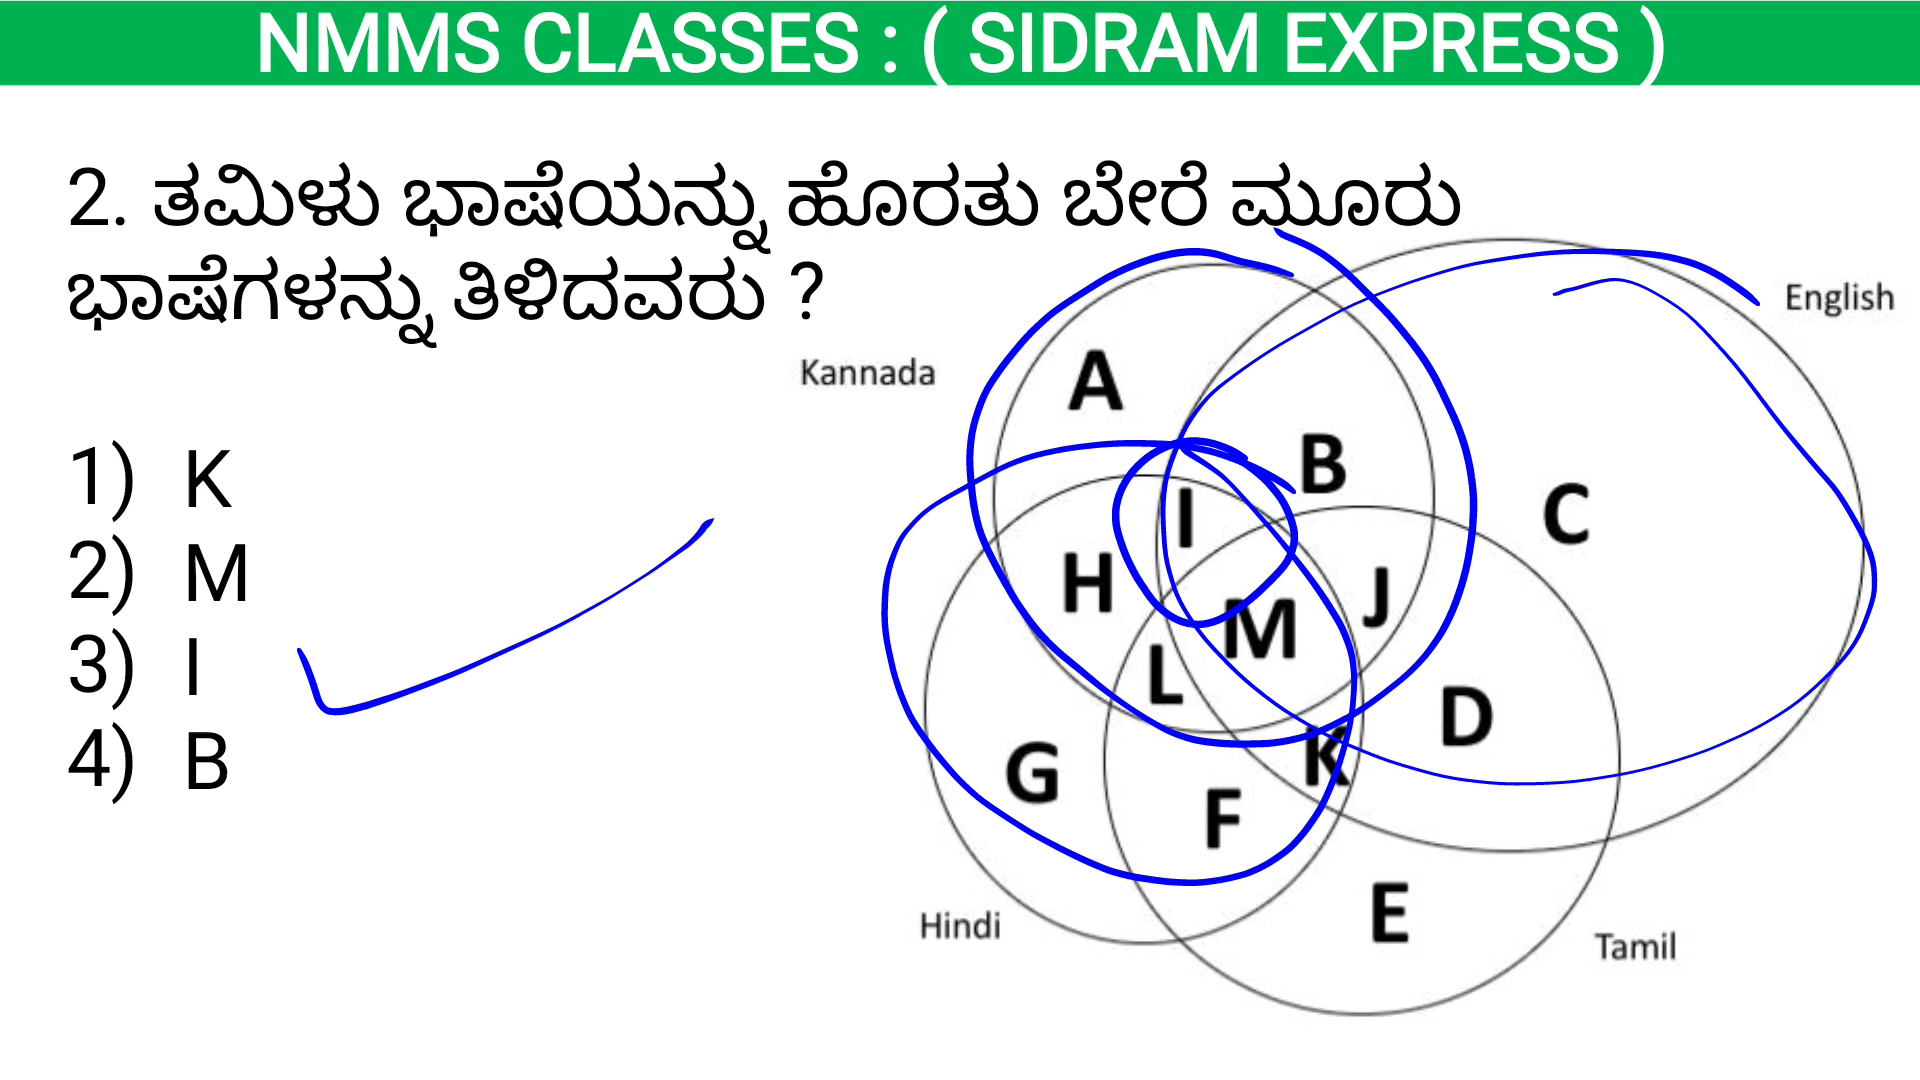 NMMS CLASSES : ( SIDRAM EXPRESS )
2. ತಮಿಳು ಭಾಷೆಯನ್ನು ಹೊರತು ಬೇರೆ ಮೂರು
ಭಾಷೆಗಳನ್ನು ತಿಳಿದವರು ?
1) K
2) M
3) I
4) B
English
Kannada
A
B
I
C
H
J
M
L
D
K
G
F
E
Hindi
Tamil